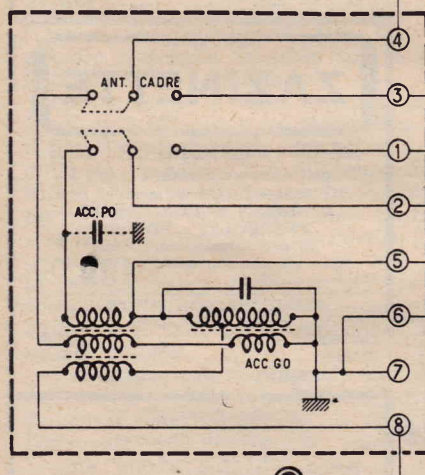 ④
ANT. CADRE
③
①
②
ACC. PO
⑤
⑥
ACC GO
⑦
⑧